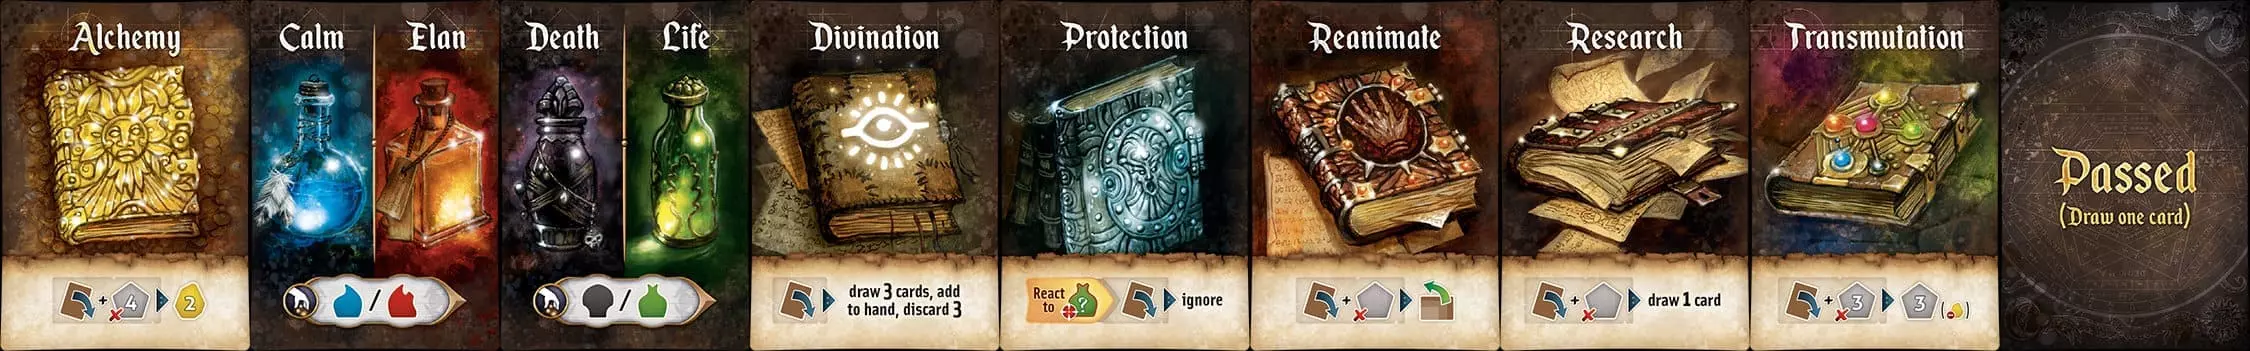 Alchemy
4
2
Calm
Elan
/
Death
Life
/
Divination
draw 3 cards, add
to hand, discard 3
Protection
React
to
?
ignore
Reanimate
Research
draw 1 card
Transmutation
3
3
Passed
(Draw one card)